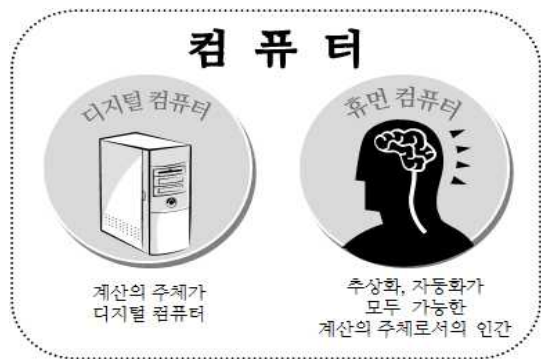 컴 퓨 터
디지털 컴퓨터
휴먼 컴퓨터
계산의 주체가
디지털 컴퓨터
추상화, 자동화가
모두 가능한
계산의 주체로서의 인간